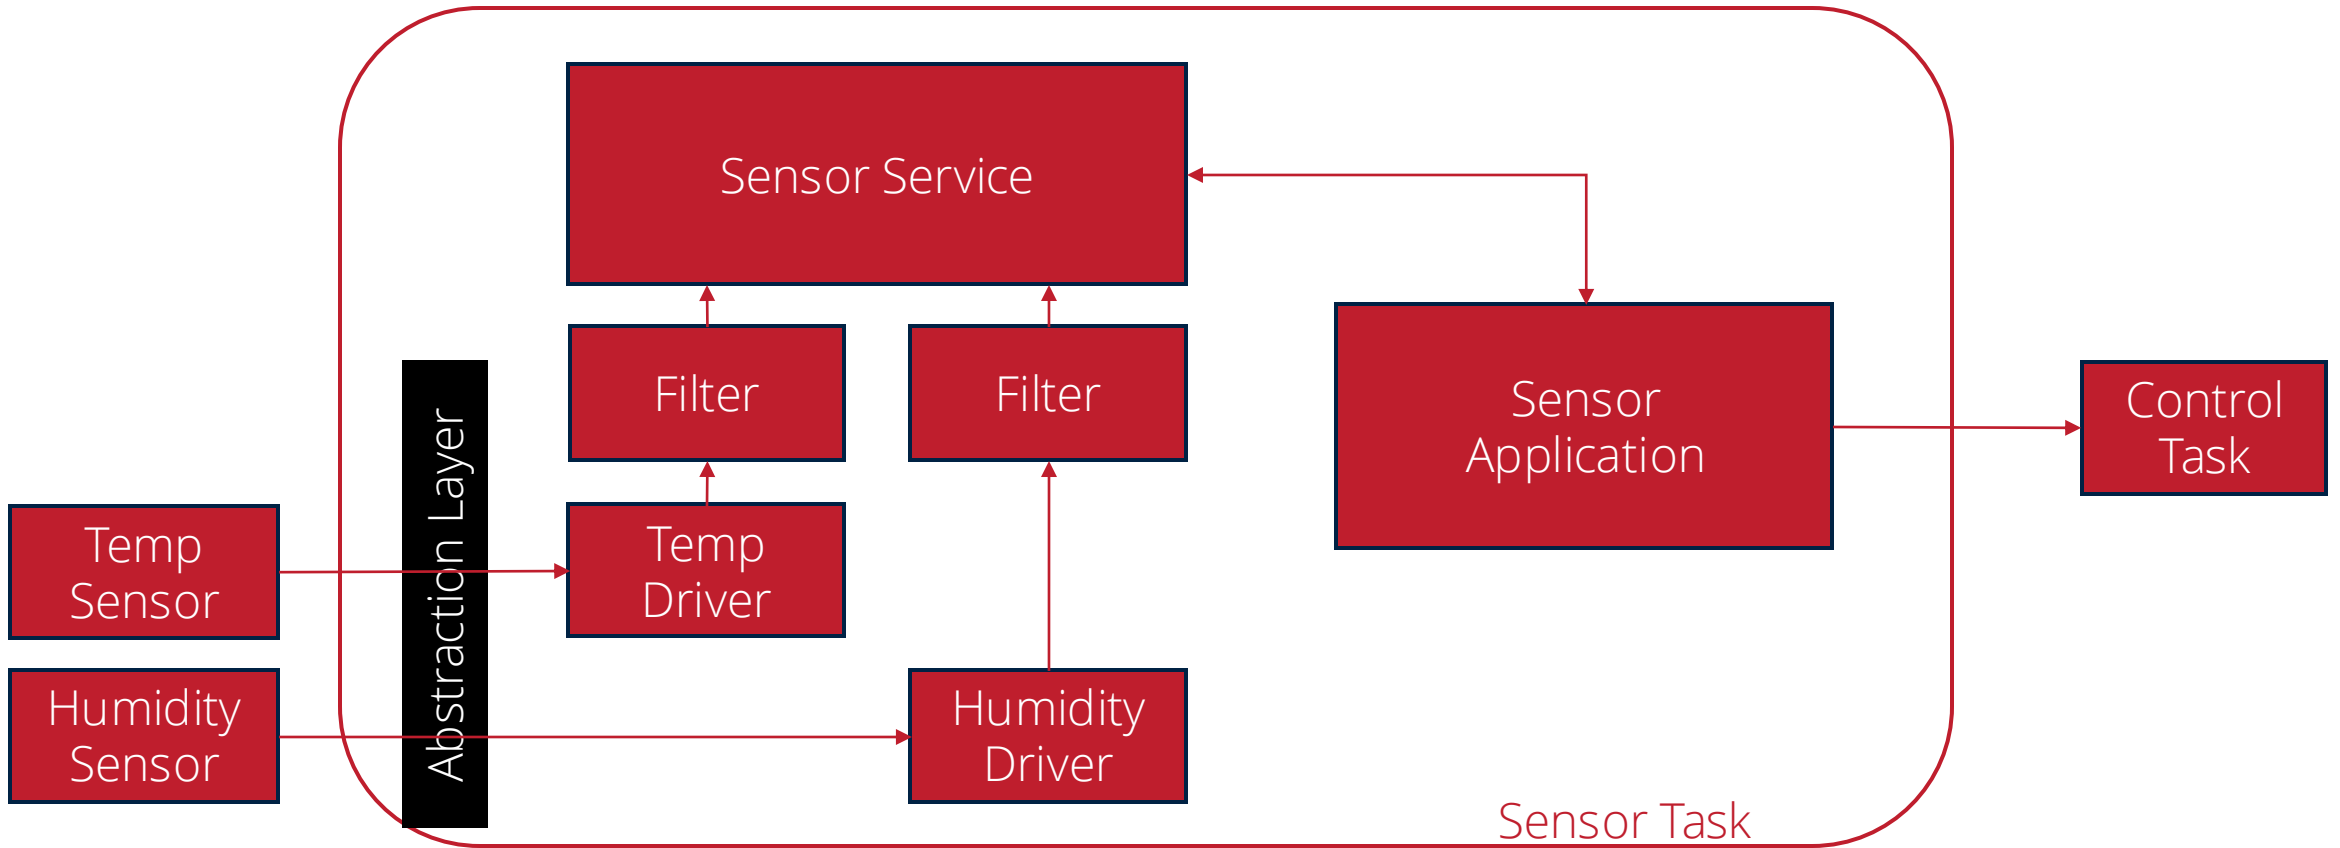 Sensor Service
Filter
Filter
Sensor
Application
Control
Task
Abstraction Layer
Temp
Sensor
Temp
Driver
Humidity
Sensor
Humidity
Driver
Sensor Task